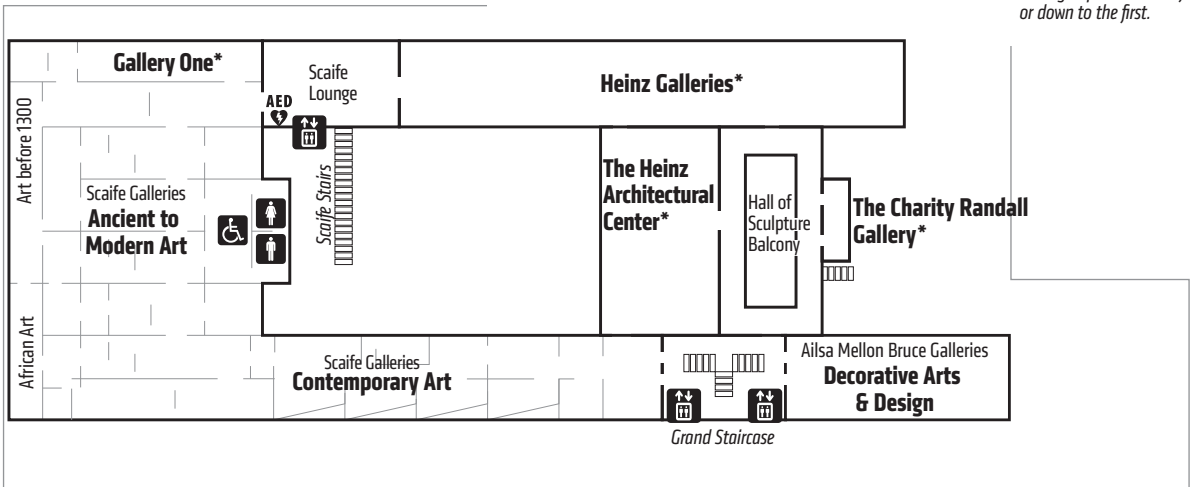 or down to the first.
Gallery One*
Scaife
Lounge
Heinz Galleries*
AED
Art before 1300
Scaife Stairs
Scaife Galleries
Ancient to
Modern Art
The Heinz
Architectural
Center*
Hall of
Sculpture
Balcony
The Charity Randall
Gallery*
African Art
Scaife Galleries
Contemporary Art
Ailsa Mellon Bruce Galleries
Decorative Arts
& Design
Grand Staircase